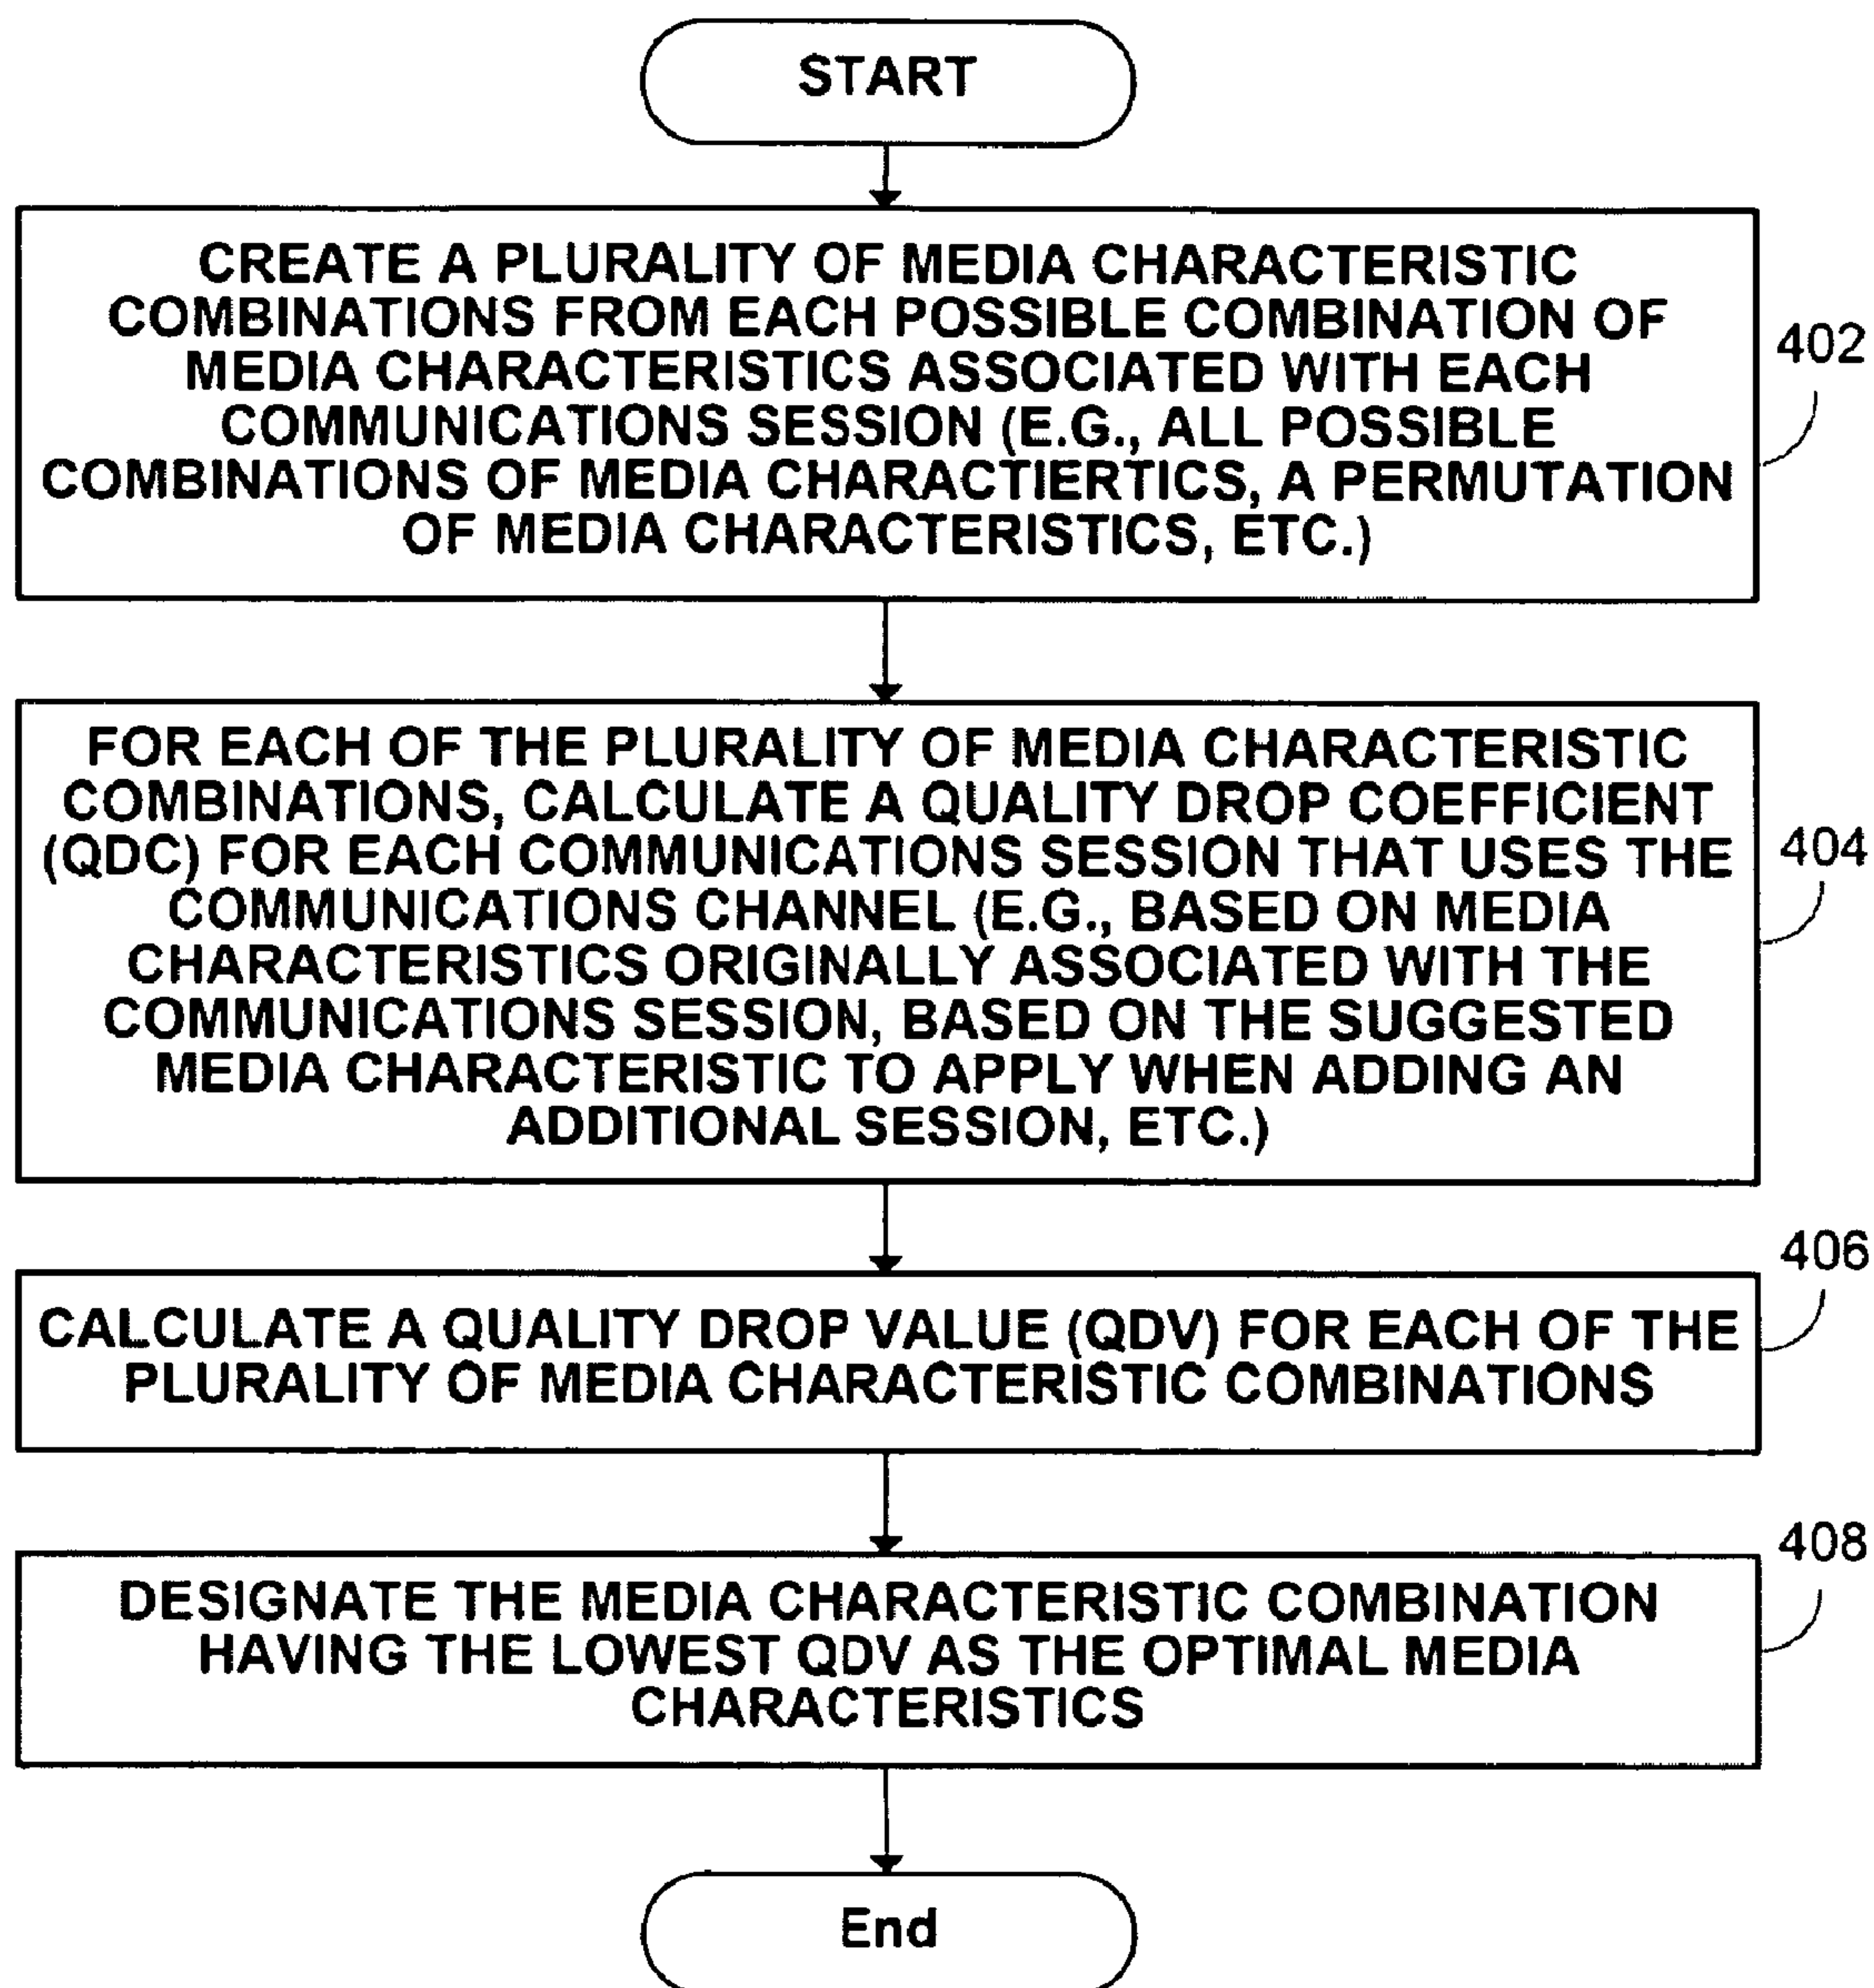 START
CREATE A PLURALITY OF MEDIA CHARACTERISTIC
COMBINATIONS FROM EACH POSSIBLE COMBINATION OF
MEDIA CHARACTERISTICS ASSOCIATED WITH EACH
COMMUNICATIONS SESSION (E.G., ALL POSSIBLE
COMBINATIONS OF MEDIA CHARACTIERTICS, A PERMUTATION
OF MEDIA CHARACTERISTICS, ETC.)
402
FOR EACH OF THE PLURALITY OF MEDIA CHARACTERISTIC
COMBINATIONS, CALCULATE A QUALITY DROP COEFFICIENT
(QDC) FOR EACH COMMUNICATIONS SESSION THAT USES THE
COMMUNICATIONS CHANNEL (E.G., BASED ON MEDIA
CHARACTERISTICS ORIGINALLY ASSOCIATED WITH THE
COMMUNICATIONS SESSION, BASED ON THE SUGGESTED
MEDIA CHARACTERISTIC TO APPLY WHEN ADDING AN
ADDITIONAL SESSION, ETC.)
404
CALCULATE A QUALITY DROP VALUE (QDV) FOR EACH OF THE
PLURALITY OF MEDIA CHARACTERISTIC COMBINATIONS
406
DESIGNATE THE MEDIA CHARACTERISTIC COMBINATION
HAVING THE LOWEST QDV AS THE OPTIMAL MEDIA
CHARACTERISTICS
408
End